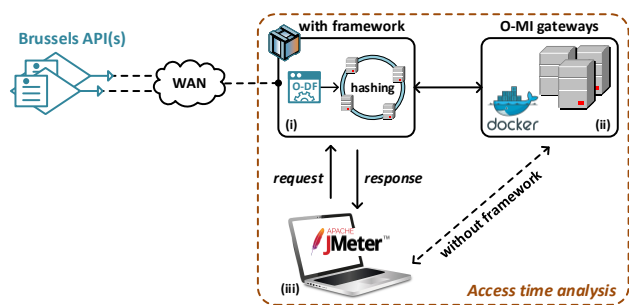 Brussels API(s)
WAN
with framework
O-DF
hashing
(i)
O-MI gateways
docker
(ii)
request
response
without framework
APACHE
JMeter™
(iii)
Access time analysis